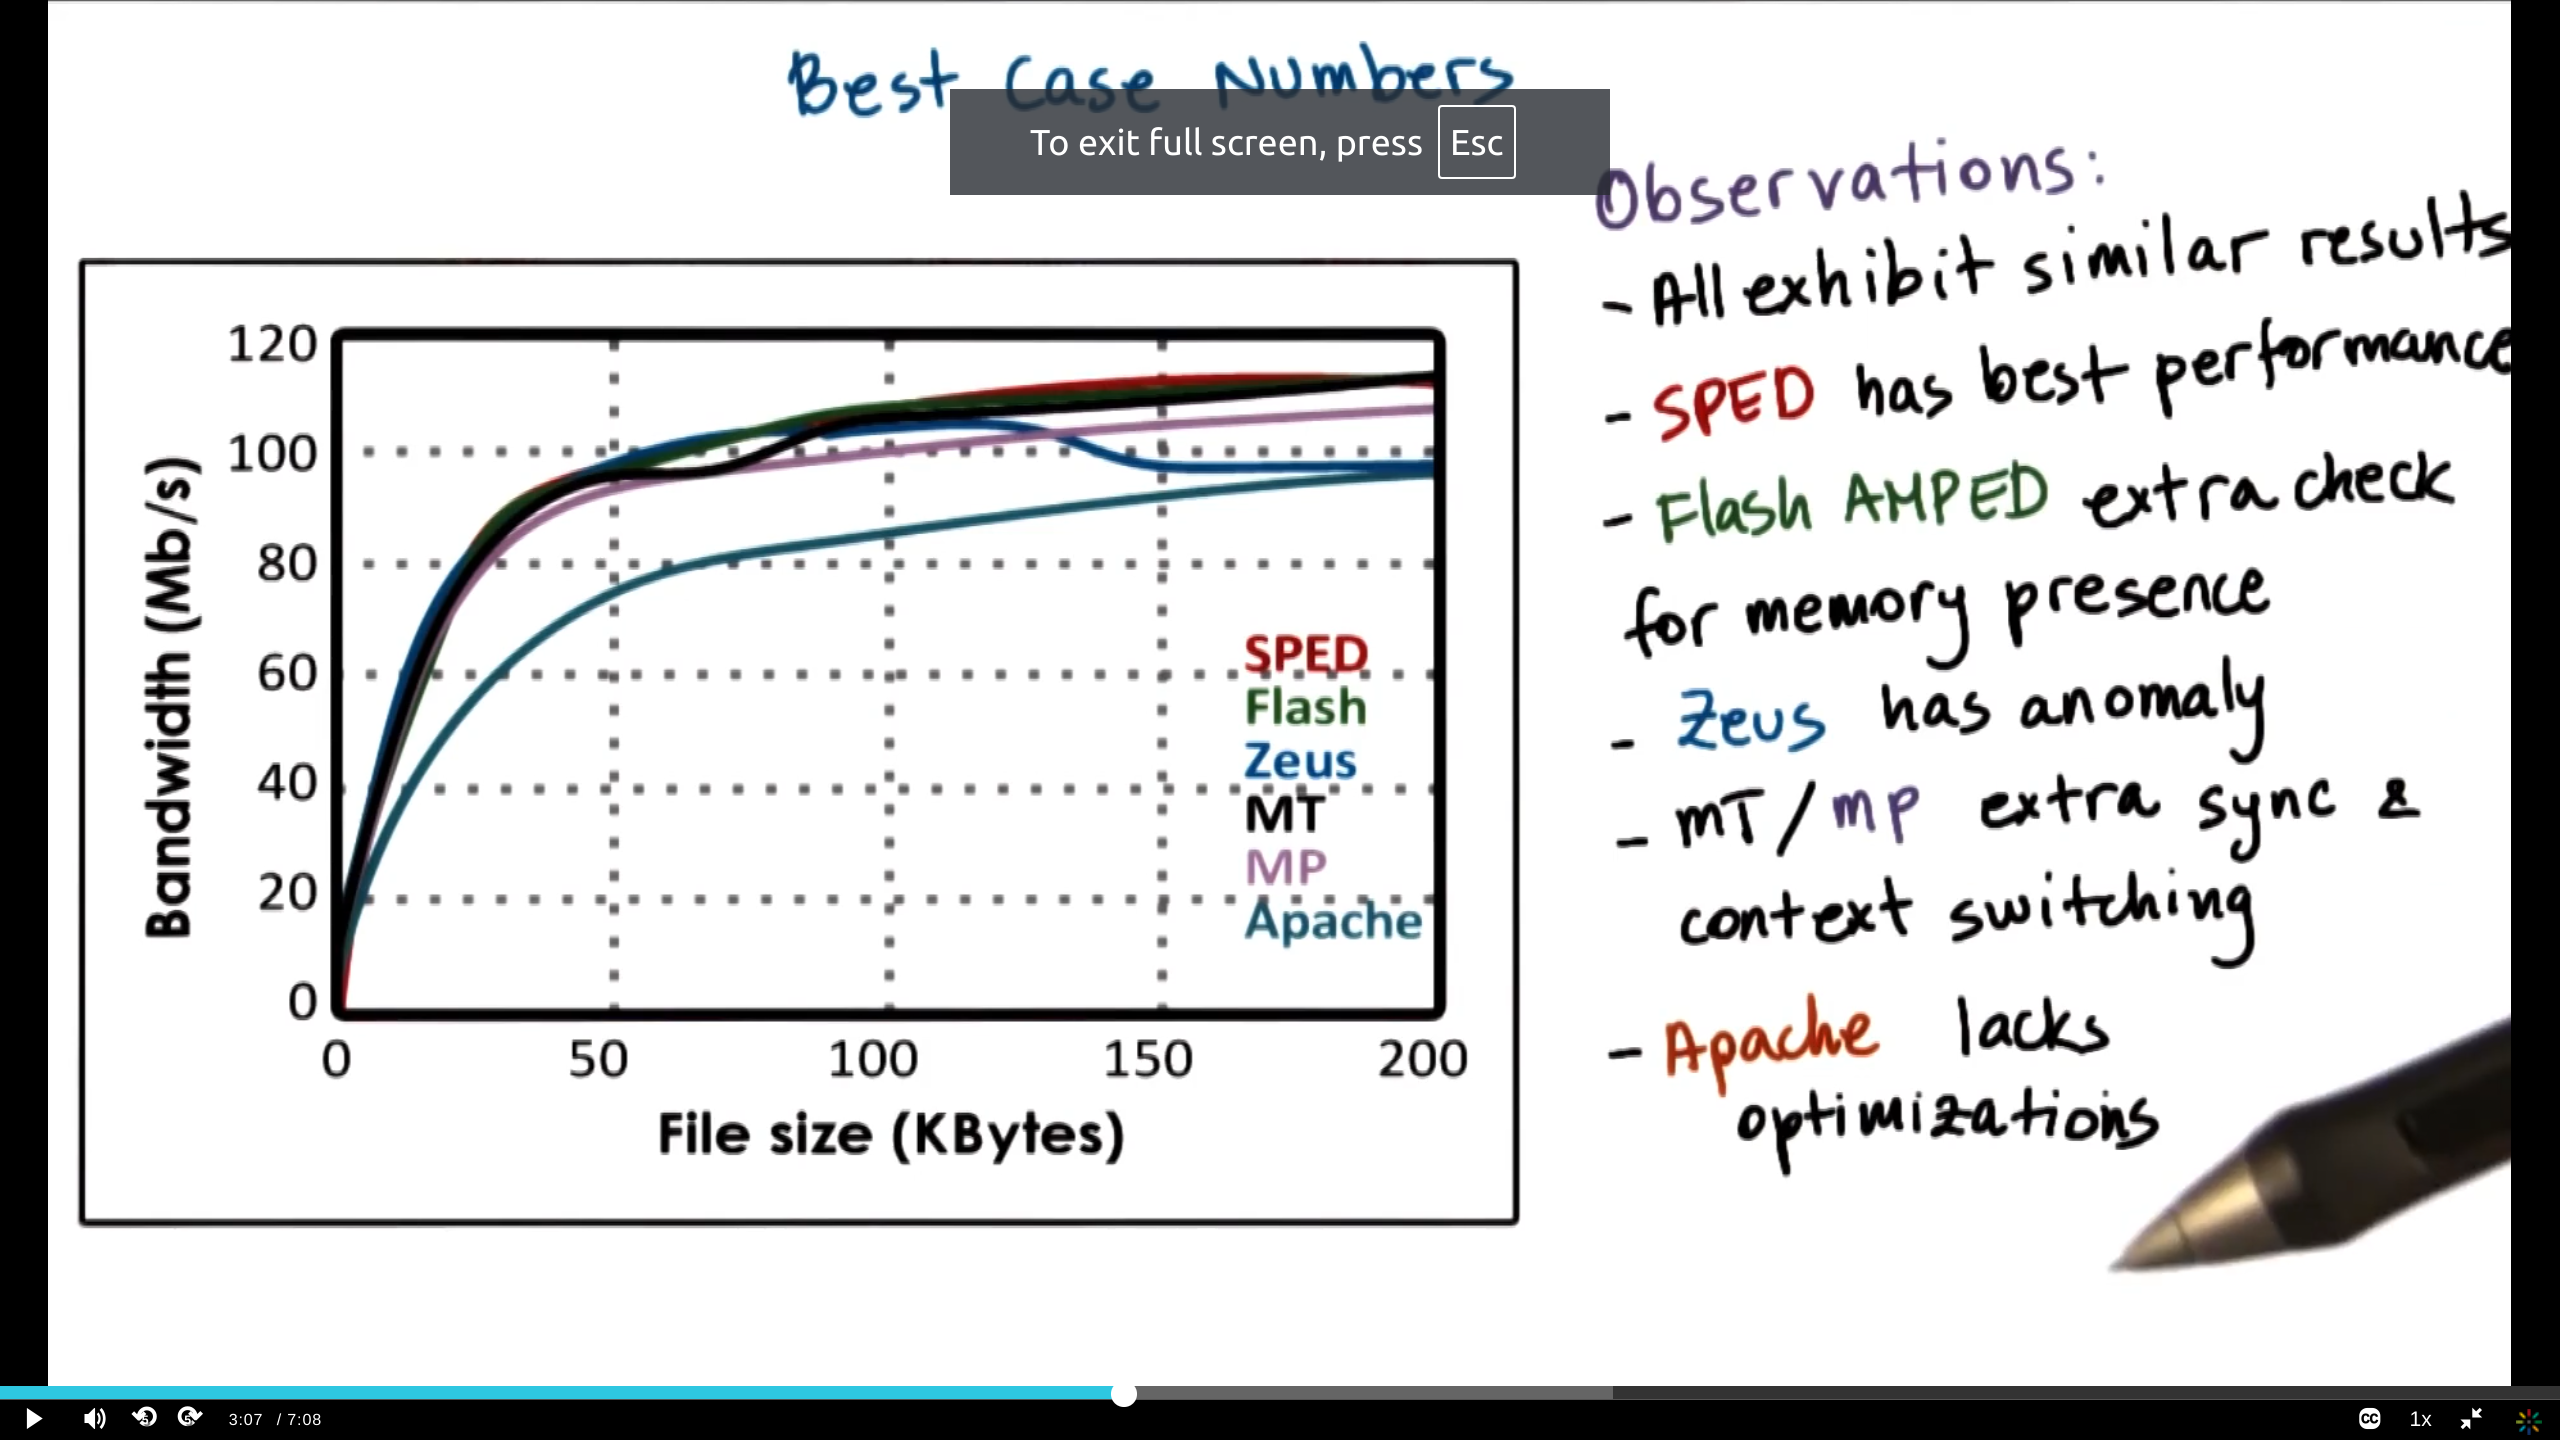 Best Case Numbers
To exit full screen, press Esc
Observations:
- All exhibit similar results
- SPED has best performance
- Flash AMPED extra check
for memory presence
- Zeus has anomaly
- MT/MP extra sync &
context switching
- Apache lacks
optimizations
Bandwidth (Mb/s)
120
100
80
60
40
20
0
SPED
Flash
Zeus
MT
MP
Apache
0 50 100 150 200
File size (KBytes)
5 5
3:07 / 7:08
CC 1x